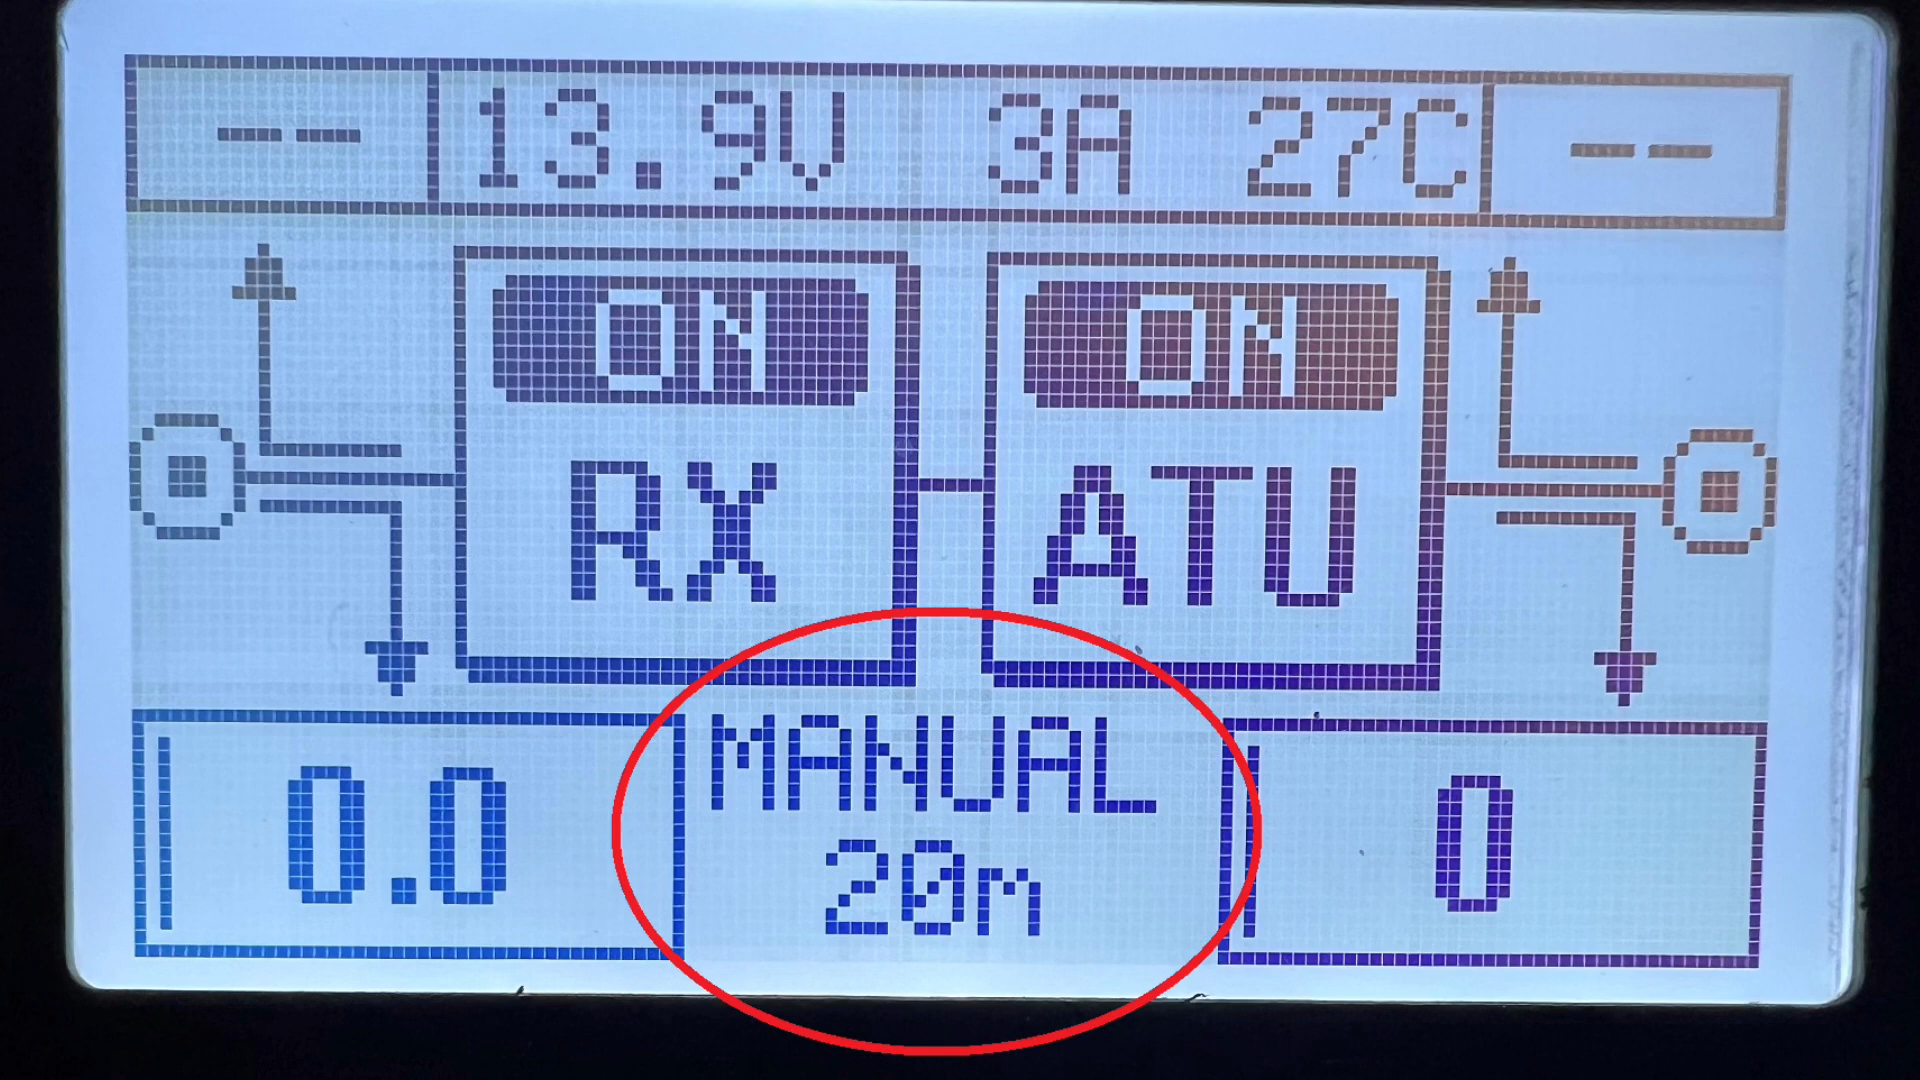 -- 13.9V 3A 27C --
ON ON
RX ATU
MANUAL
0.0 20m 0